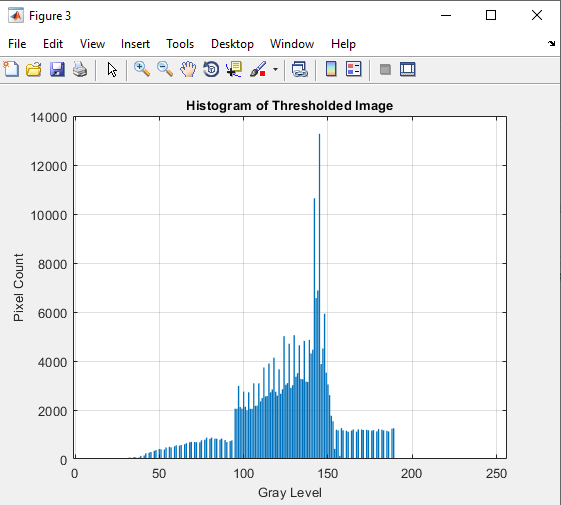 Figure 3
File Edit View Insert Tools Desktop Window Help
Histogram of Thresholded Image
14000
12000
10000
8000
6000
4000
2000
0
Pixel Count
0 50 100 150 200 250
Gray Level